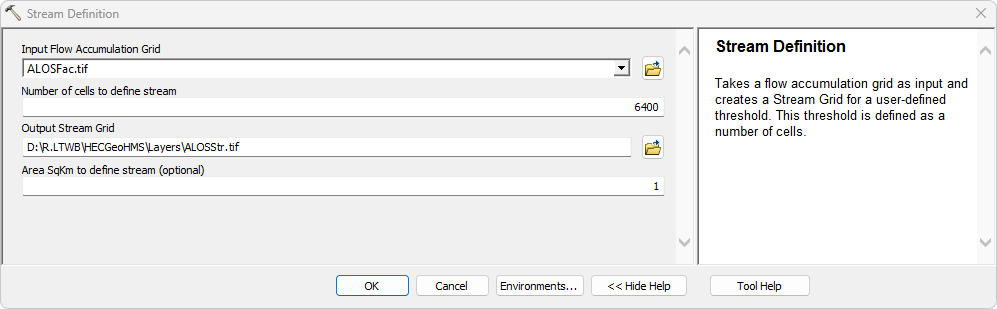 Stream Definition
Input Flow Accumulation Grid
ALOSFac.tif
Number of cells to define stream
6400
Output Stream Grid
D:\R.LTWB\HECGeoHMS\Layers\ALOSStr.tif
Area SqKm to define stream (optional)
1
Stream Definition
Takes a flow accumulation grid as input and
creates a Stream Grid for a user-defined
threshold. This threshold is defined as a
number of cells.
OK
Cancel
Environments...
<< Hide Help
Tool Help